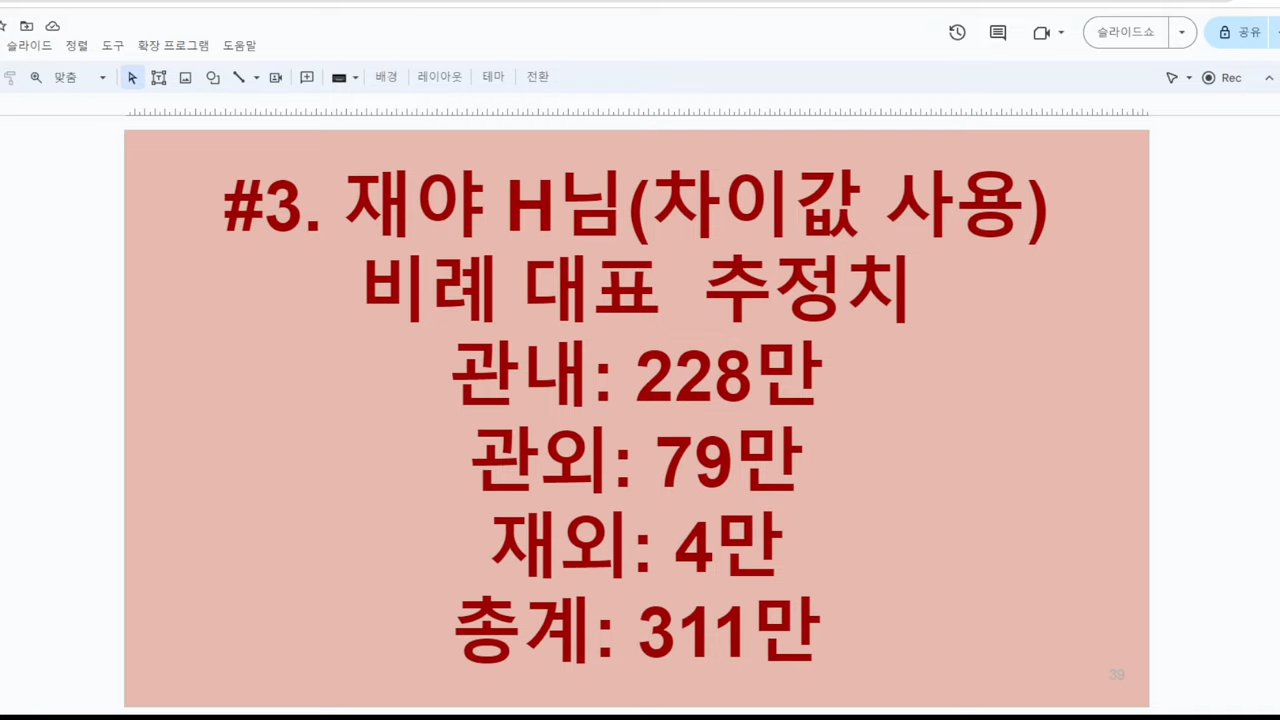 슬라이드 정렬 도구 확장 프로그램 도움말
슬라이드쇼
공유
맞춤
배경 레이아웃 테마 전환
Rec
#3. 재야 H님(차이값 사용)
비례 대표 추정치
관내: 228만
관외: 79만
재외: 4만
총계: 311만
39